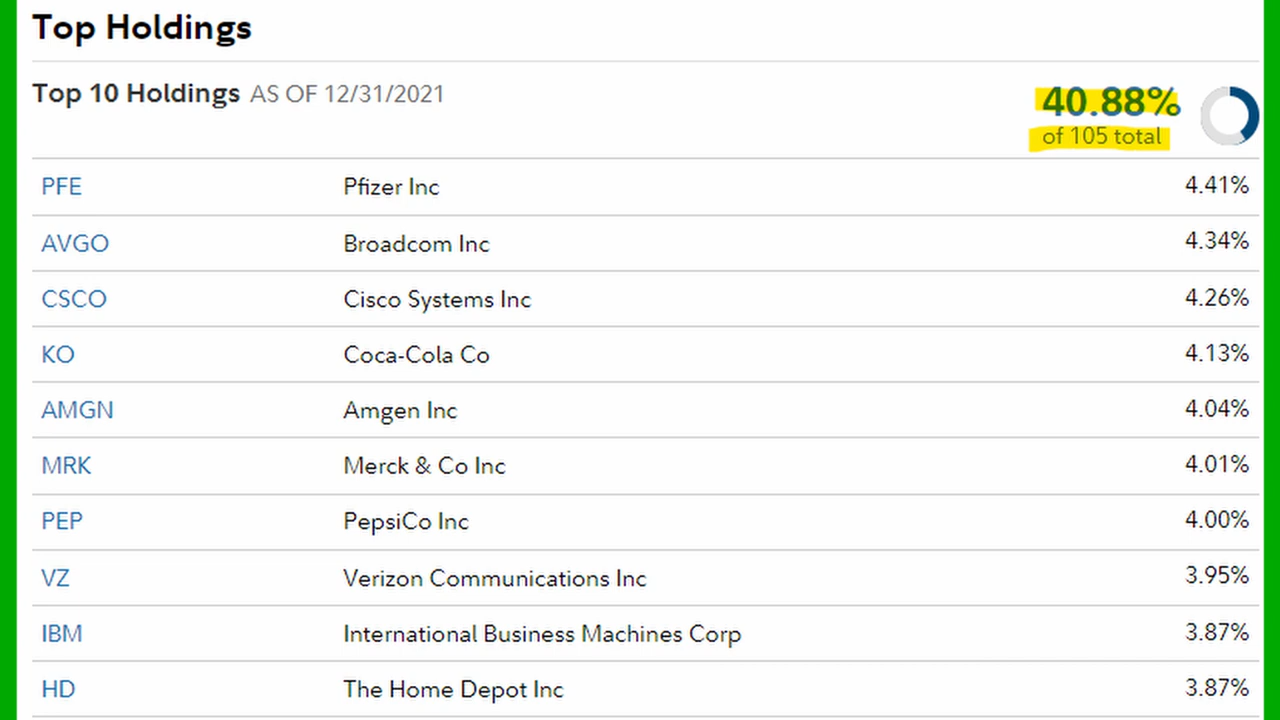 Top Holdings
Top 10 Holdings AS OF 12/31/2021
40.88%
of 105 total
PFE Pfizer Inc 4.41%
AVGO Broadcom Inc 4.34%
CSCO Cisco Systems Inc 4.26%
KO Coca-Cola Co 4.13%
AMGN Amgen Inc 4.04%
MRK Merck & Co Inc 4.01%
PEP PepsiCo Inc 4.00%
VZ Verizon Communications Inc 3.95%
IBM International Business Machines Corp 3.87%
HD The Home Depot Inc 3.87%